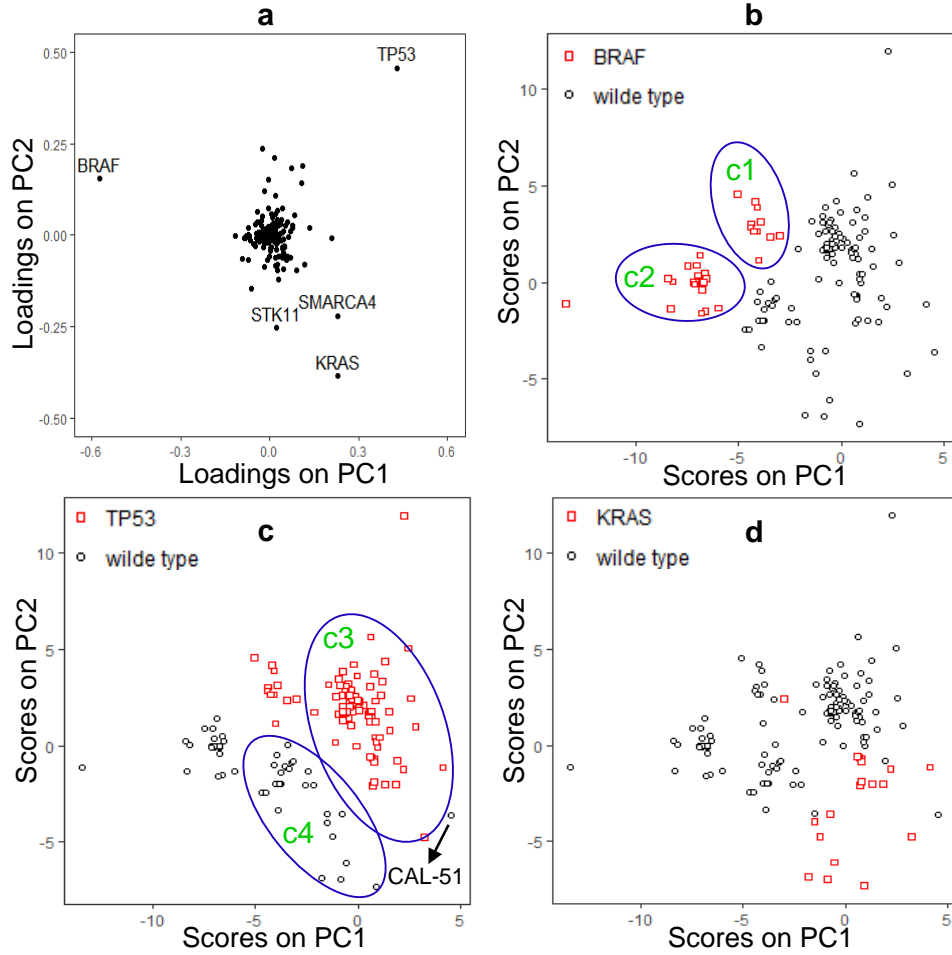 a
0.50
0.25
0.00
-0.25
-0.50
Loadings on PC2
TP53
BRAF
STK11
SMARCA4
KRAS
-0.6
-0.3
0.0
0.3
0.6
Loadings on PC1
b
BRAF
wilde type
10
5
0
-5
Scores on PC2
c1
c2
-10
-5
0
5
Scores on PC1
c
TP53
wilde type
10
5
0
-5
Scores on PC2
c3
c4
CAL-51
-10
-5
0
5
Scores on PC1
d
KRAS
wilde type
10
5
0
-5
Scores on PC2
-10
-5
0
5
Scores on PC1